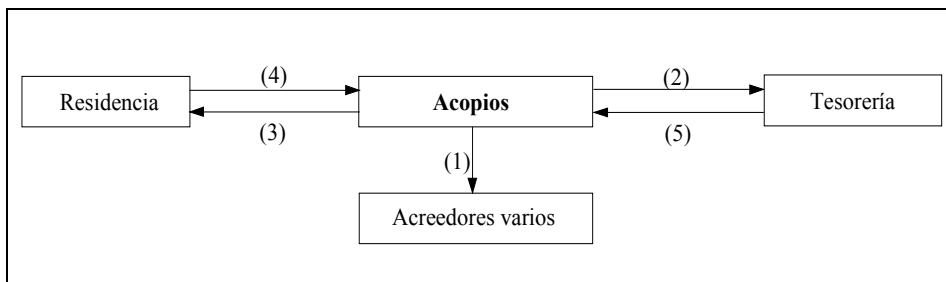 (4)
(2)
Residencia
Acopios
Tesorería
(3)
(5)
(1)
Acreedores varios